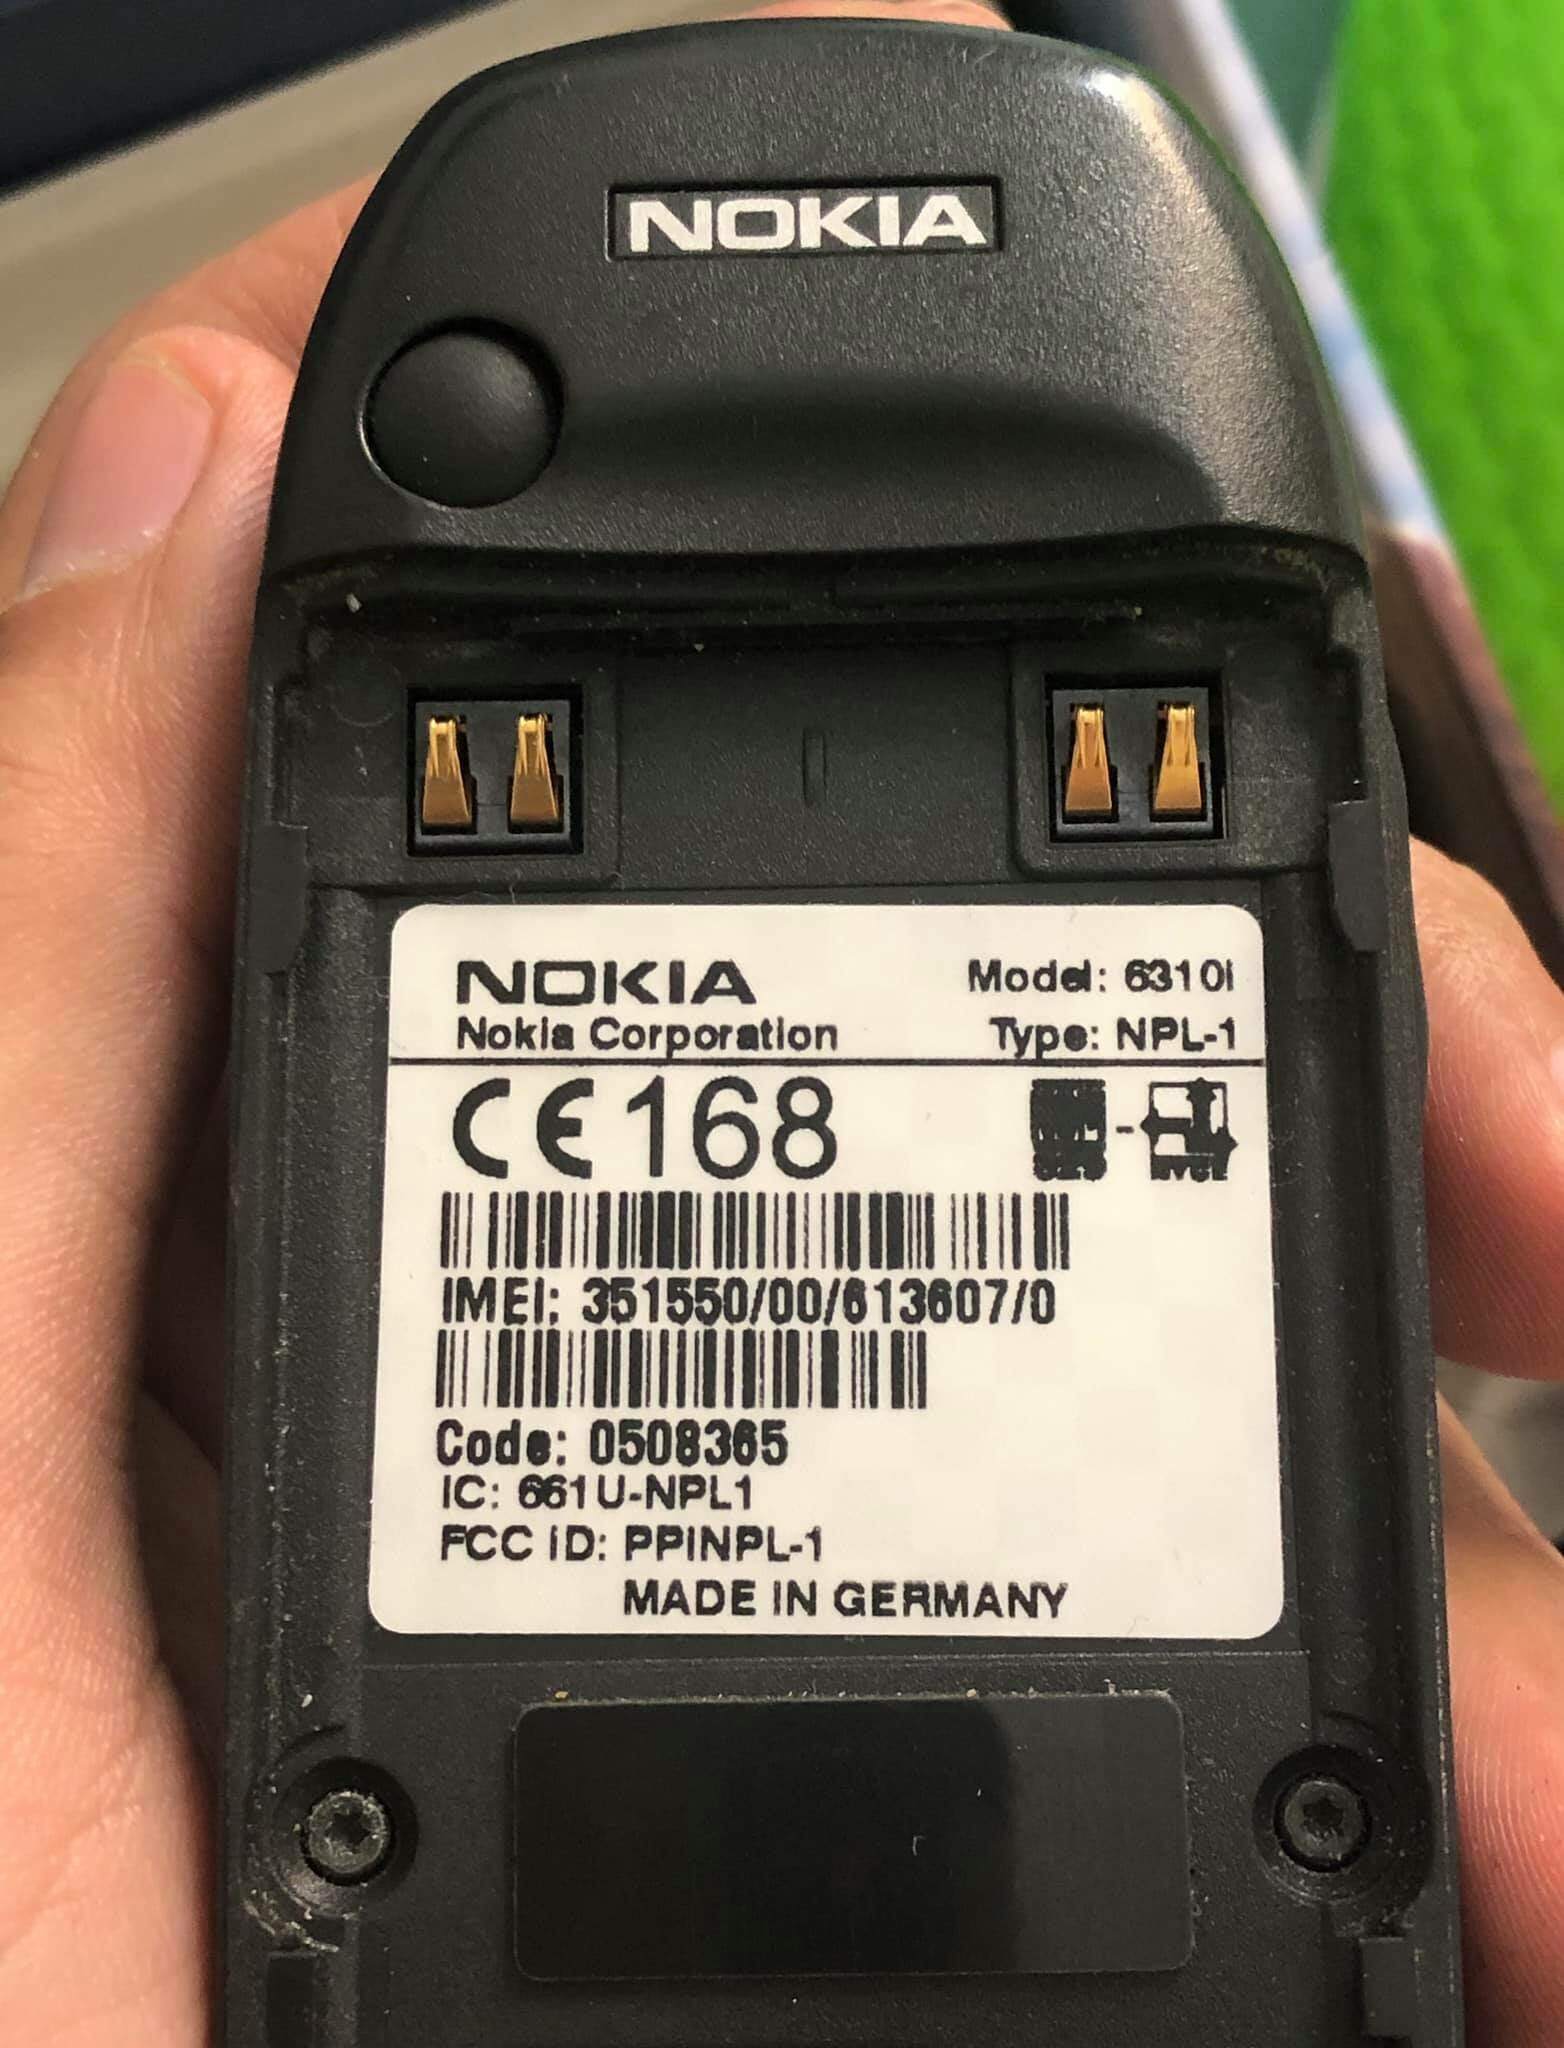 NOKIA
NOKIA
Nokia Corporation
Model: 6310i
Type: NPL-1
CE168
IMEI: 351550/00/613607/0
Code: 0508365
IC: 661U-NPL1
FCC ID: PPINPL-1
MADE IN GERMANY